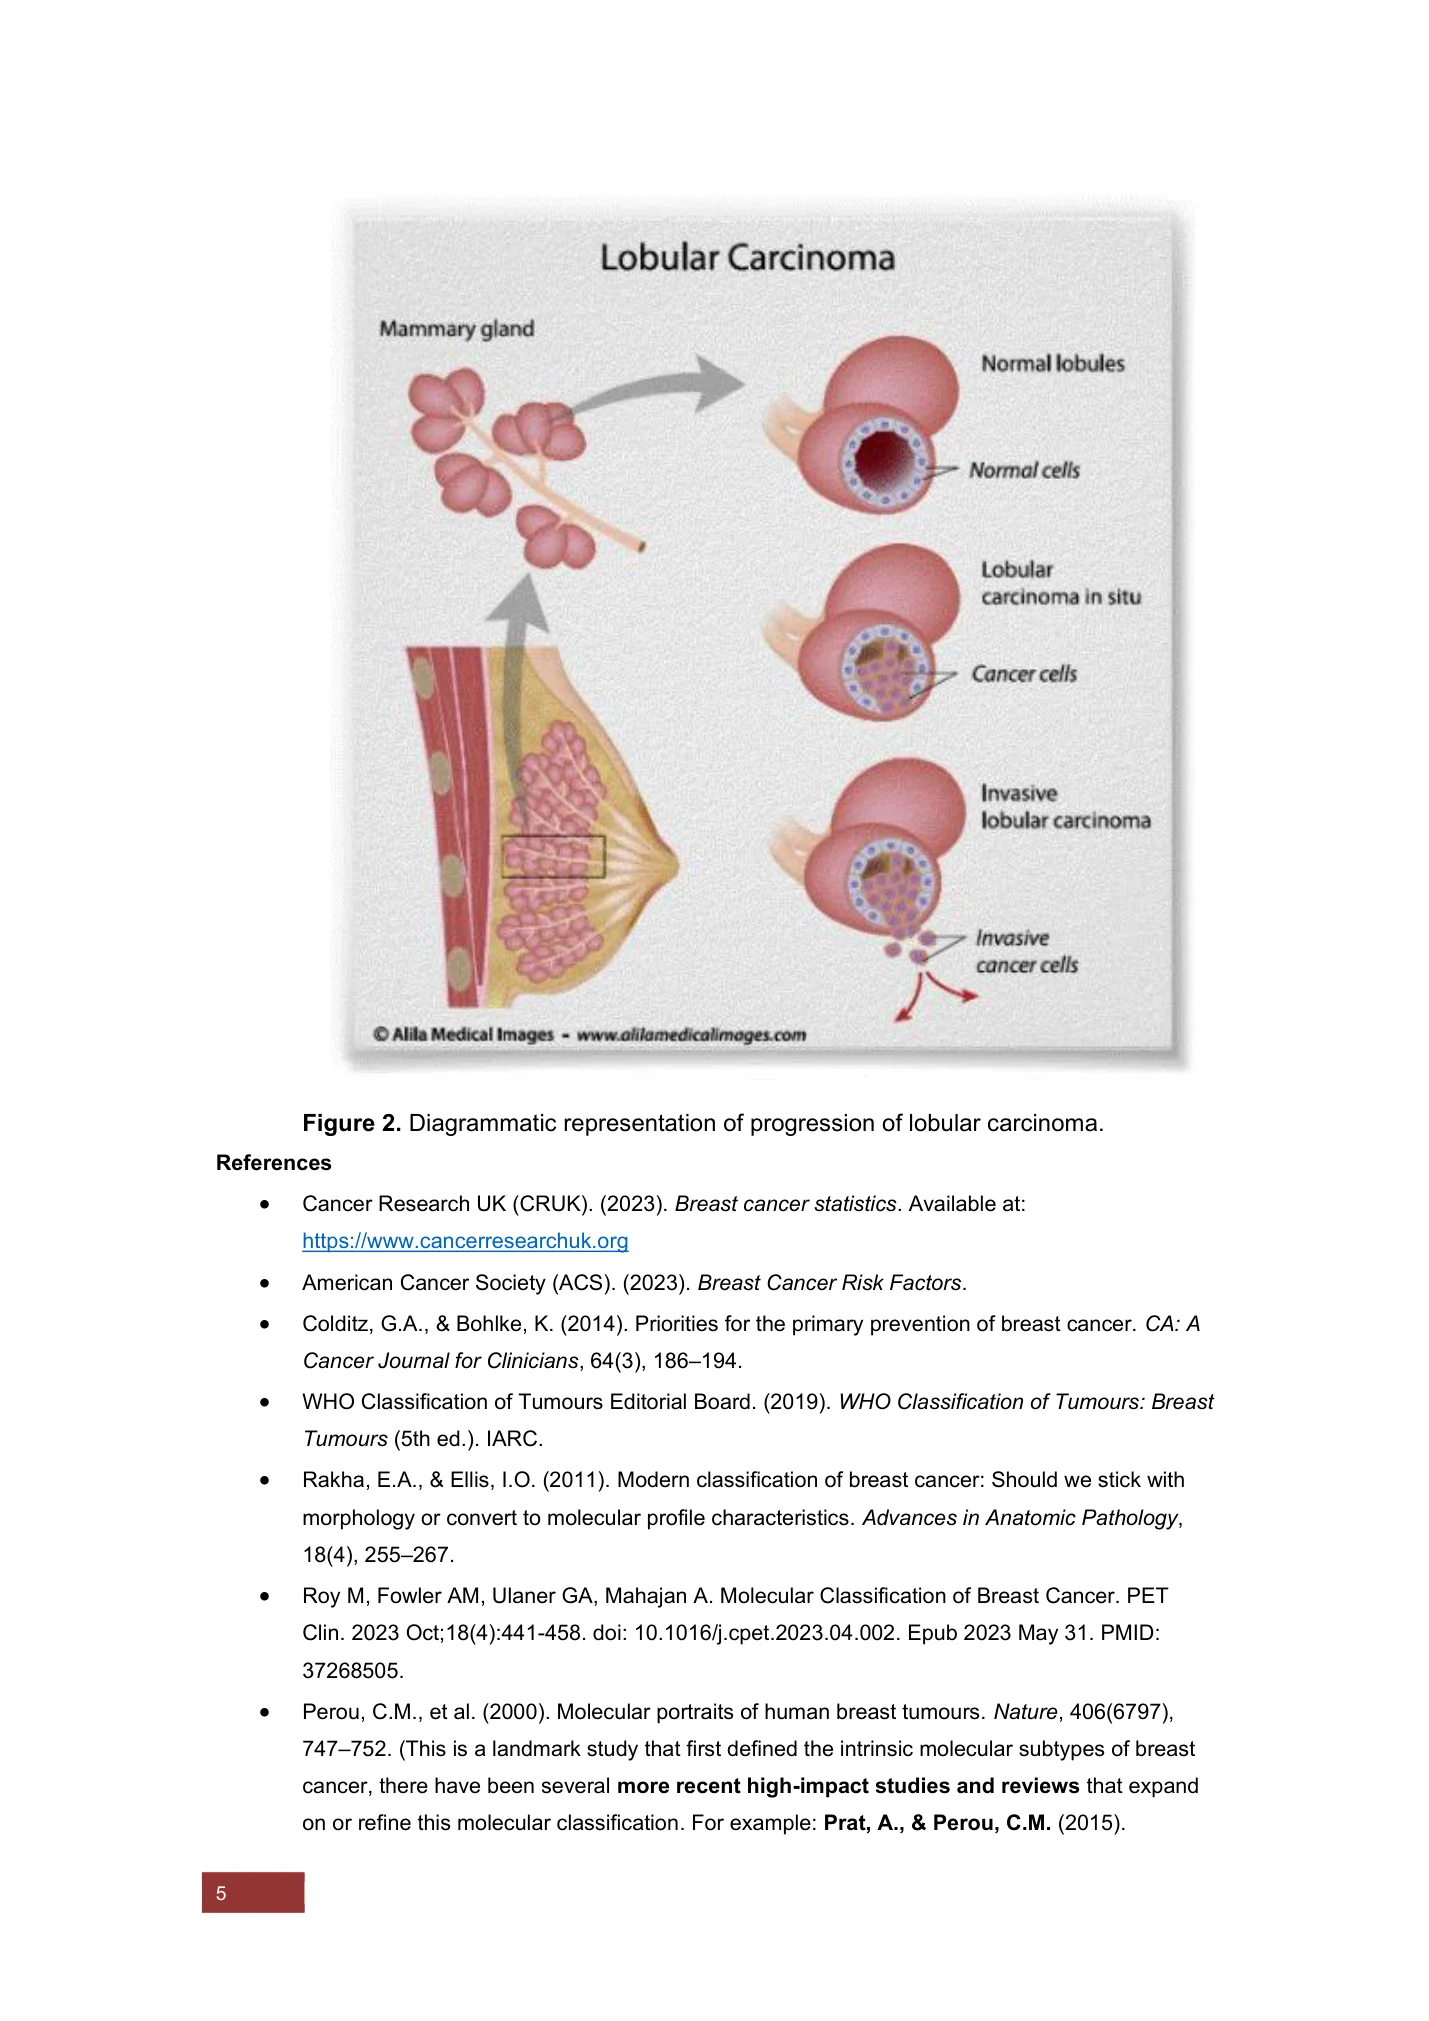 Lobular Carcinoma
Mammary gland
Normal lobules
Normal cells
Lobular
carcinoma in situ
Cancer cells
Invasive
lobular carcinoma
Invasive
cancer cells
© Alila Medical Images - www.alilamedicalimages.com
Figure 2. Diagrammatic representation of progression of lobular carcinoma.
References
• Cancer Research UK (CRUK). (2023). Breast cancer statistics. Available at:
https://www.cancerresearchuk.org
• American Cancer Society (ACS). (2023). Breast Cancer Risk Factors.
• Colditz, G.A., & Bohlke, K. (2014). Priorities for the primary prevention of breast cancer. CA: A
Cancer Journal for Clinicians, 64(3), 186–194.
• WHO Classification of Tumours Editorial Board. (2019). WHO Classification of Tumours: Breast
Tumours (5th ed.). IARC.
• Rakha, E.A., & Ellis, I.O. (2011). Modern classification of breast cancer: Should we stick with
morphology or convert to molecular profile characteristics. Advances in Anatomic Pathology,
18(4), 255–267.
• Roy M, Fowler AM, Ulaner GA, Mahajan A. Molecular Classification of Breast Cancer. PET
Clin. 2023 Oct;18(4):441-458. doi: 10.1016/j.cpet.2023.04.002. Epub 2023 May 31. PMID:
37268505.
• Perou, C.M., et al. (2000). Molecular portraits of human breast tumours. Nature, 406(6797),
747–752. (This is a landmark study that first defined the intrinsic molecular subtypes of breast
cancer, there have been several more recent high-impact studies and reviews that expand
on or refine this molecular classification. For example: Prat, A., & Perou, C.M. (2015).
5